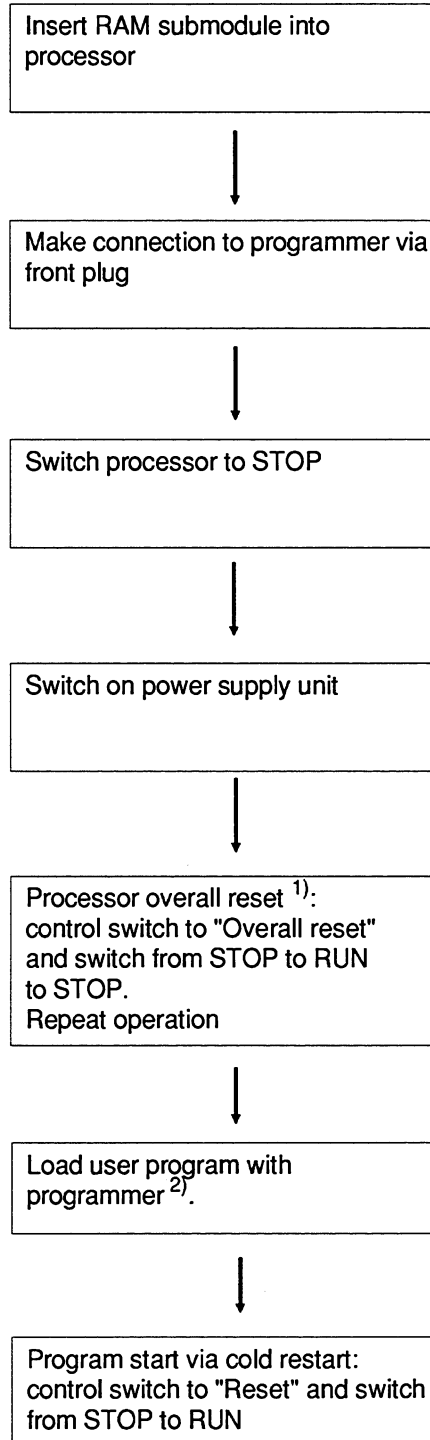 Insert RAM submodule into
processor
Make connection to programmer via
front plug
Switch processor to STOP
Switch on power supply unit
Processor overall reset 1):
control switch to "Overall reset"
and switch from STOP to RUN
to STOP.
Repeat operation
Load user program with
programmer 2).
Program start via cold restart:
control switch to "Reset" and switch
from STOP to RUN